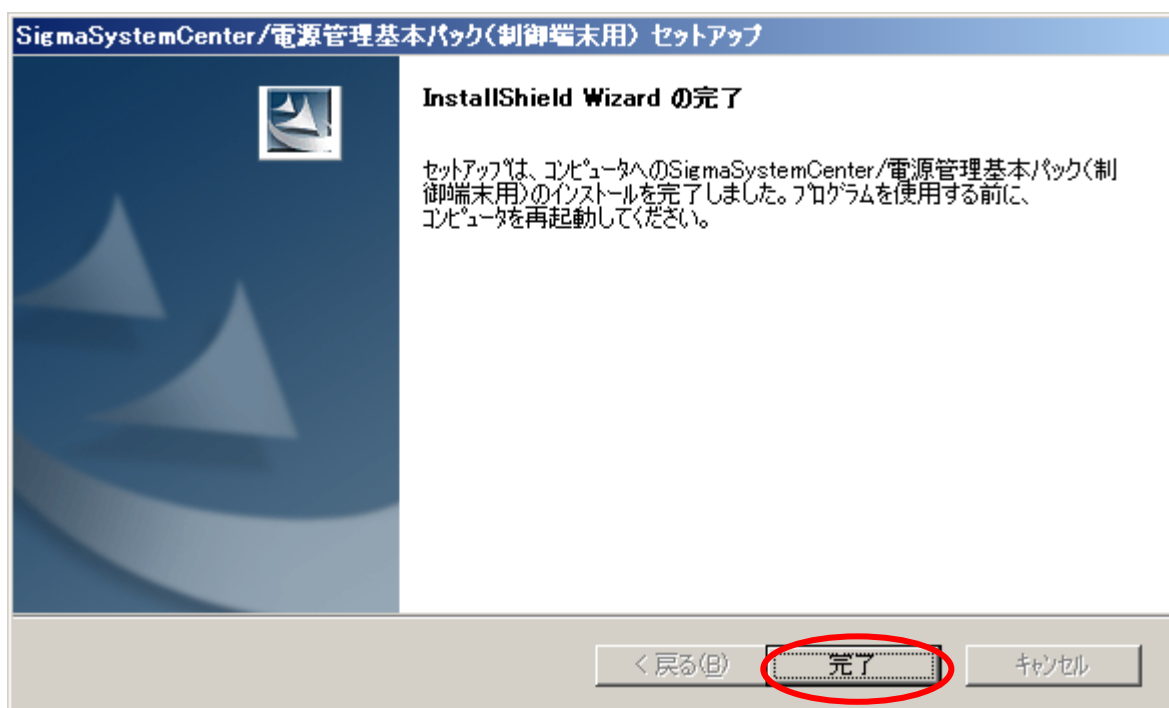 SigmaSystemCenter/電源管理基本パック(制御端末用) セットアップ
InstallShield Wizard の完了
セットアップは、コンピュータへのSigmaSystemCenter/電源管理基本パック(制
御端末用)のインストールを完了しました。プログラムを使用する前に、
コンピュータを再起動してください。
< 戻る(B)
完了
キャンセル